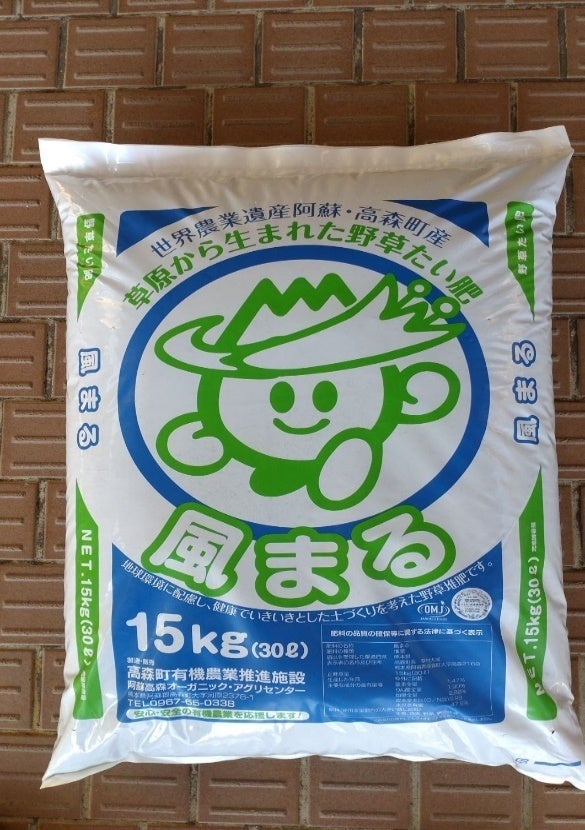 世界農業遺産阿蘇・高森町産
草原から生まれた野草たい肥
野草たい肥
野草たい肥
風まる
風まる
風まる
地球環境に配慮し、健康でいきいきとした土づくりを考えた野草堆肥です。
NET.15kg(30ℓ)
NET.15kg(30ℓ)
15kg(30ℓ)
OMJ
製造・販売
高森町有機農業推進施設
阿蘇高森オーガニック・アグリセンター
TEL0967-65-0338
安心・安全の有機農業を応援します!
肥料の品質の確保等に関する法律に基づく表示